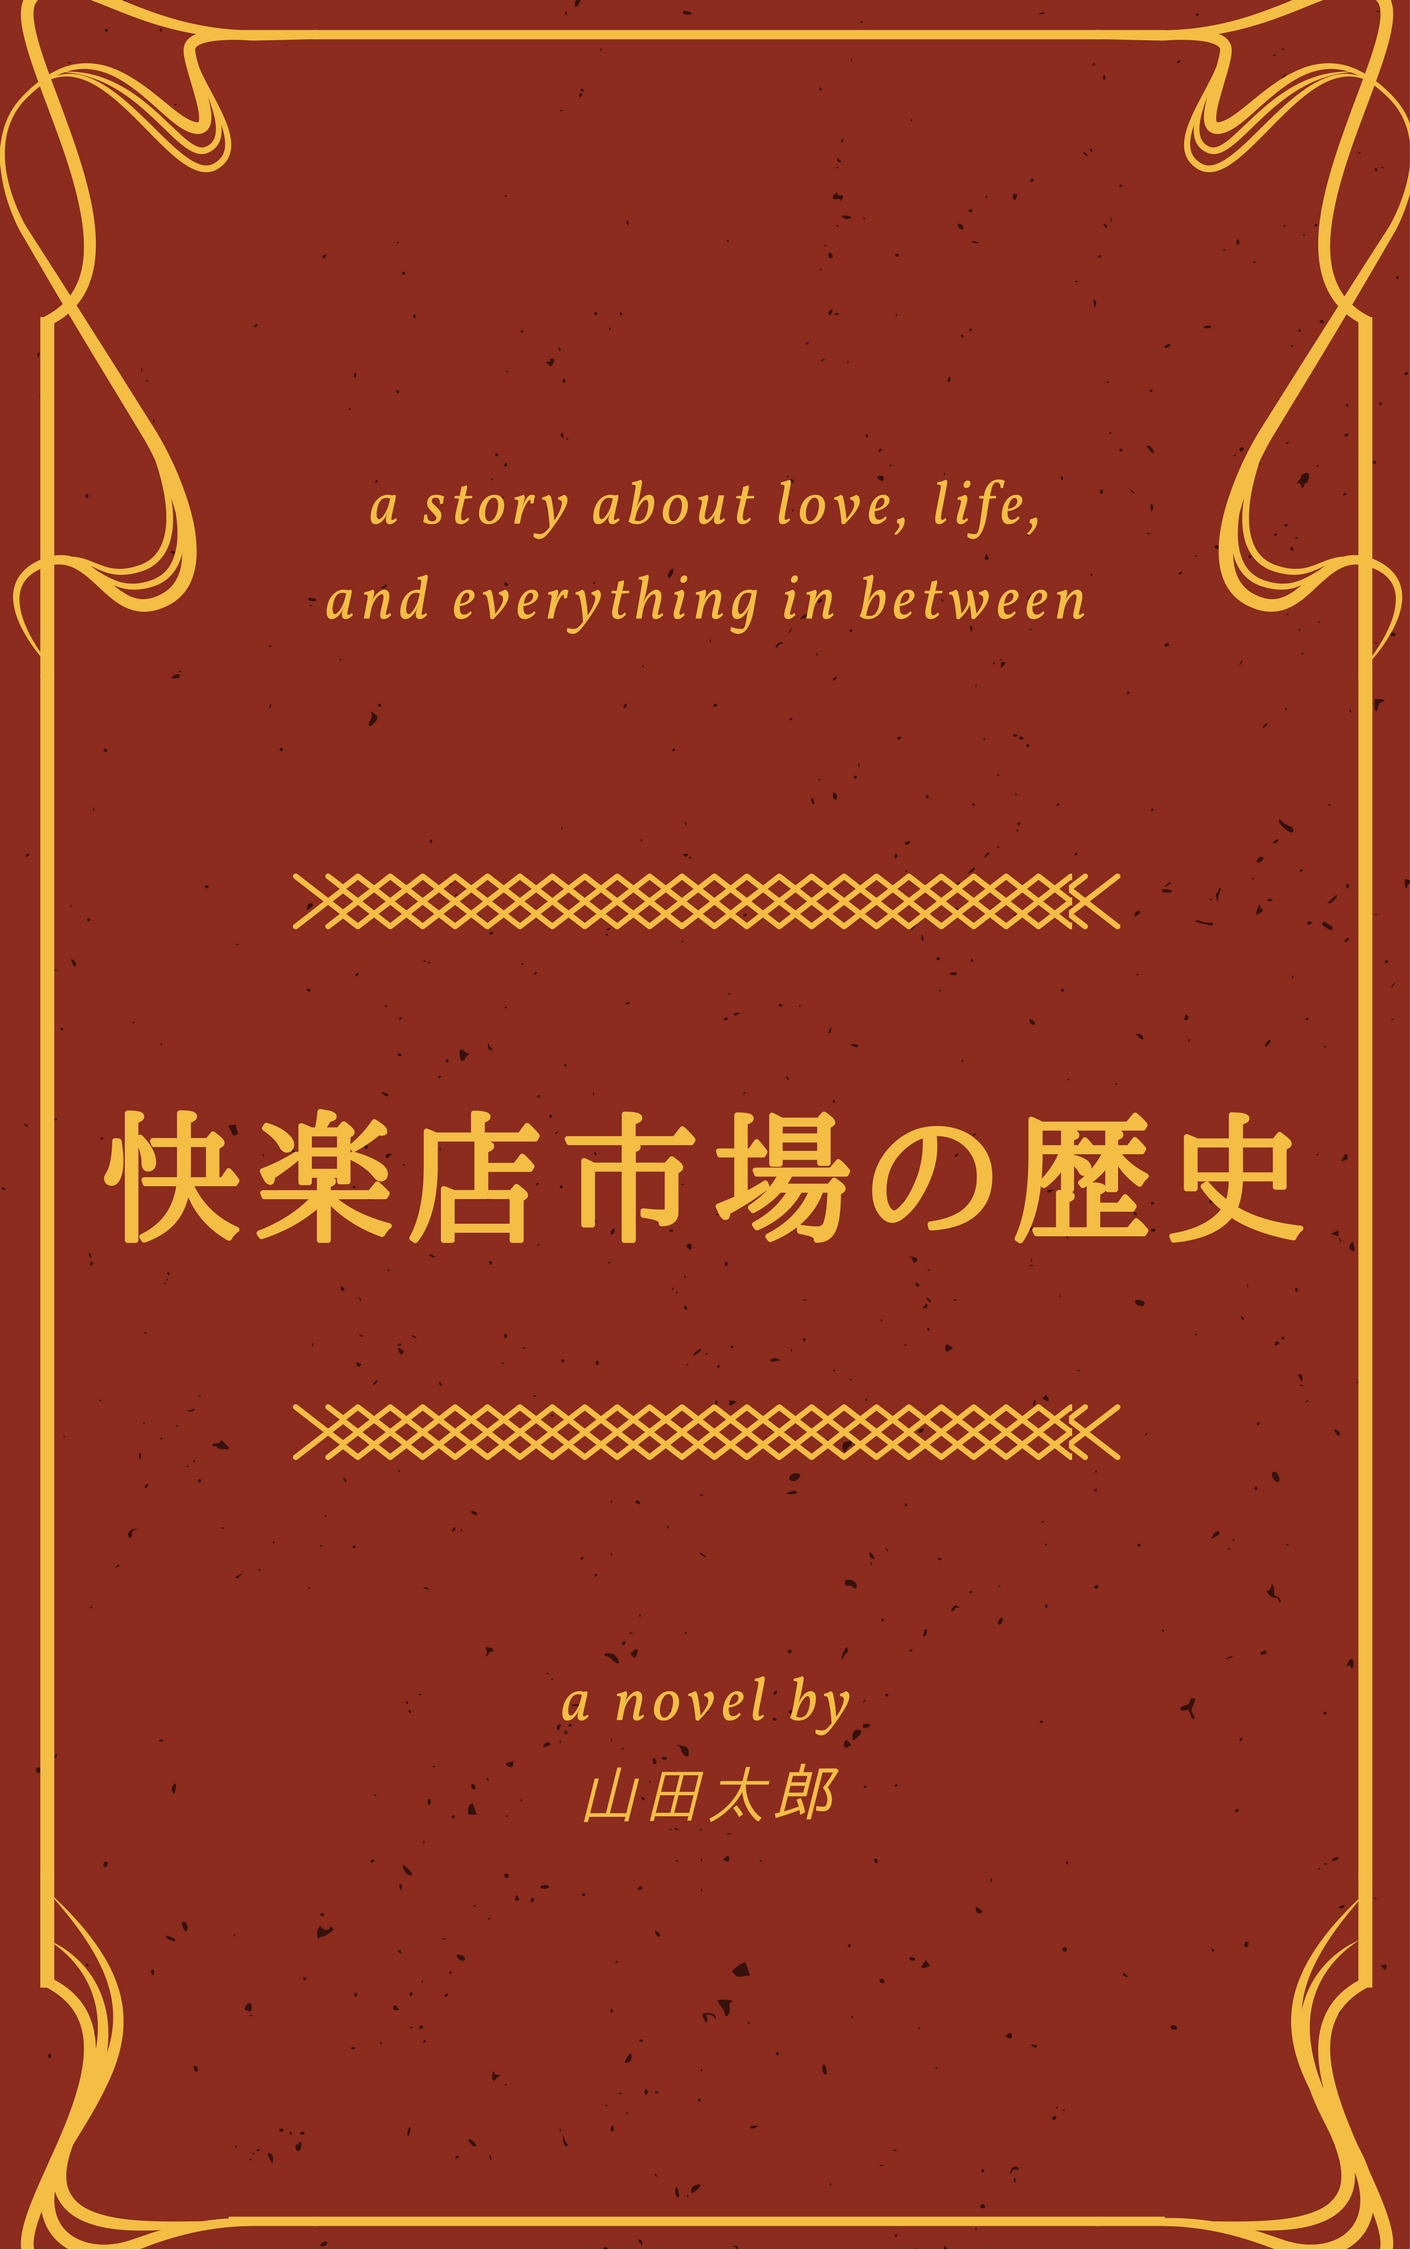 a story about love, life,
and everything in between
快楽店市場の歴史
a novel by
山田太郎